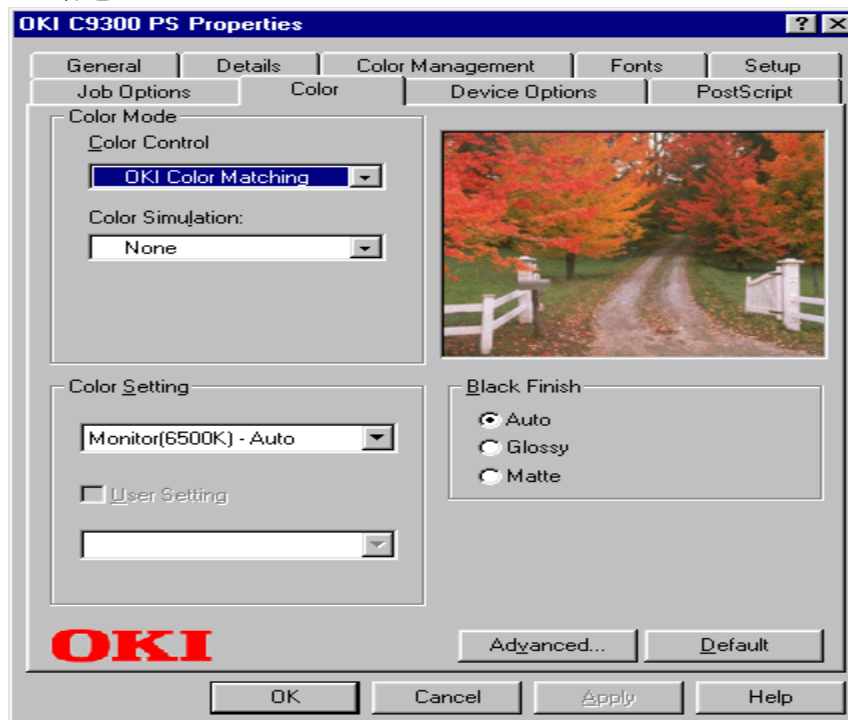 OKI C9300 PS Properties
General Details Color Management Fonts Setup
Job Options Color Device Options PostScript
Color Mode
Color Control
OKI Color Matching
Color Simulation:
None
Color Setting
Monitor(6500K) - Auto
User Setting
Black Finish
Auto
Glossy
Matte
OKI
Advanced... Default
OK Cancel Apply Help